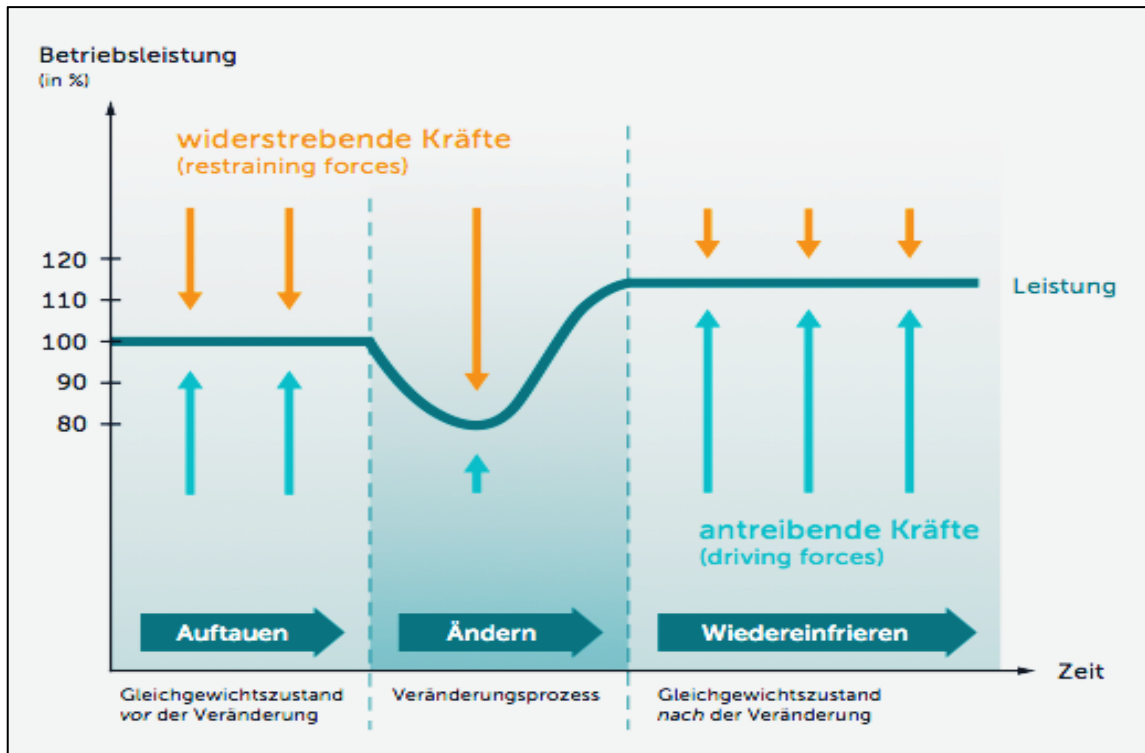 Betriebsleistung
(in %)
widerstrebende Kräfte
(restraining forces)
120
110
100
90
80
Leistung
antreibende Kräfte
(driving forces)
Auftauen
Ändern
Wiedereinfrieren
Zeit
Gleichgewichtszustand
vor der Veränderung
Veränderungsprozess
Gleichgewichtszustand
nach der Veränderung